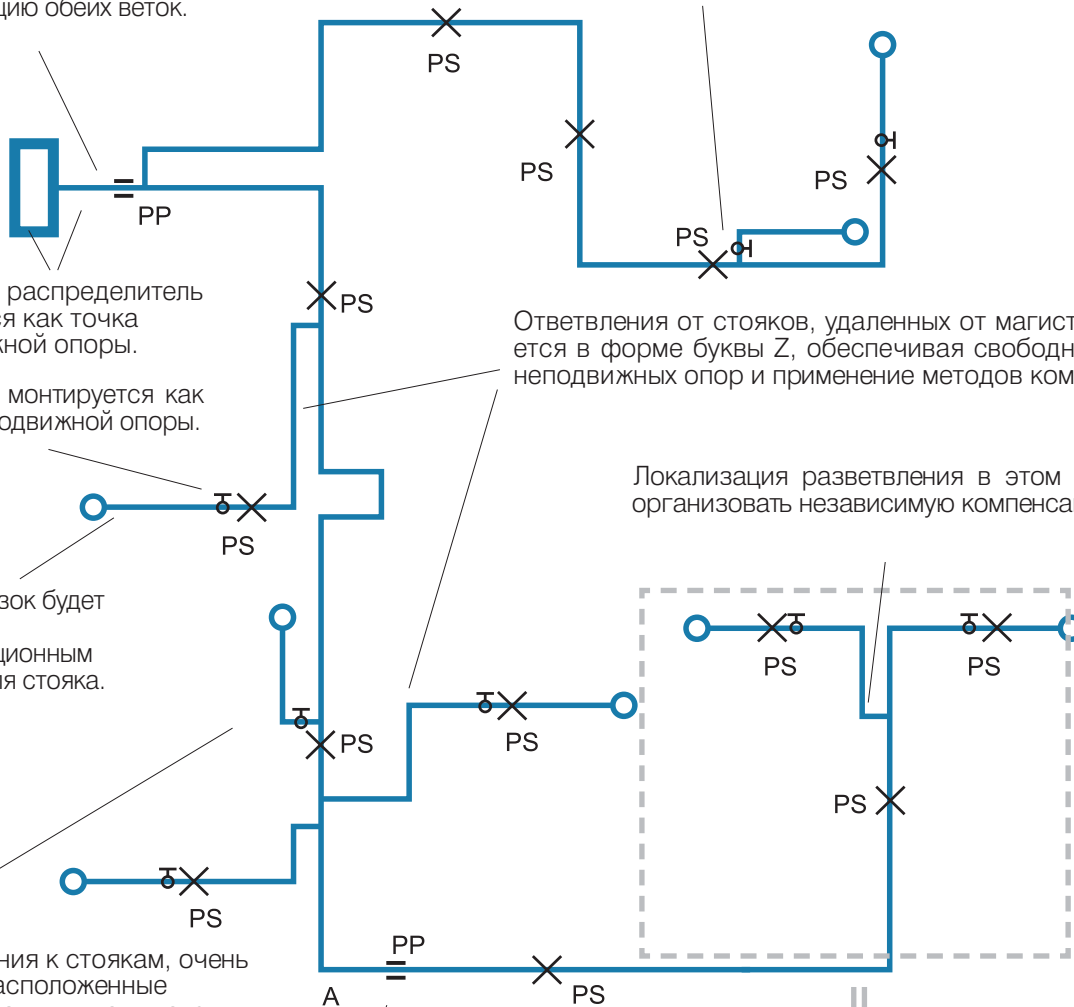 цию обеих веток.
PS
PS
PS
PP
PS
PS
распределитель
ся как точка
жной опоры.
Ответвления от стояков, удаленных от магист
ется в форме буквы Z, обеспечивая свободн
неподвижных опор и применение методов ком
монтируется как
одвижной опоры.
Локализация разветвления в этом
организовать независимую компенса
PS
зок будет
ционным
ия стояка.
PS
PS
PS
PS
PS
PS
ния к стоякам, очень
асположенные
PP
A
PS
II